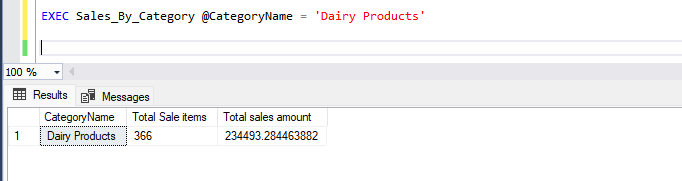 EXEC Sales_By_Category @CategoryName = 'Dairy Products'
100 %
Results Messages
CategoryName Total Sale items Total sales amount
1 Dairy Products 366 234493.284463882